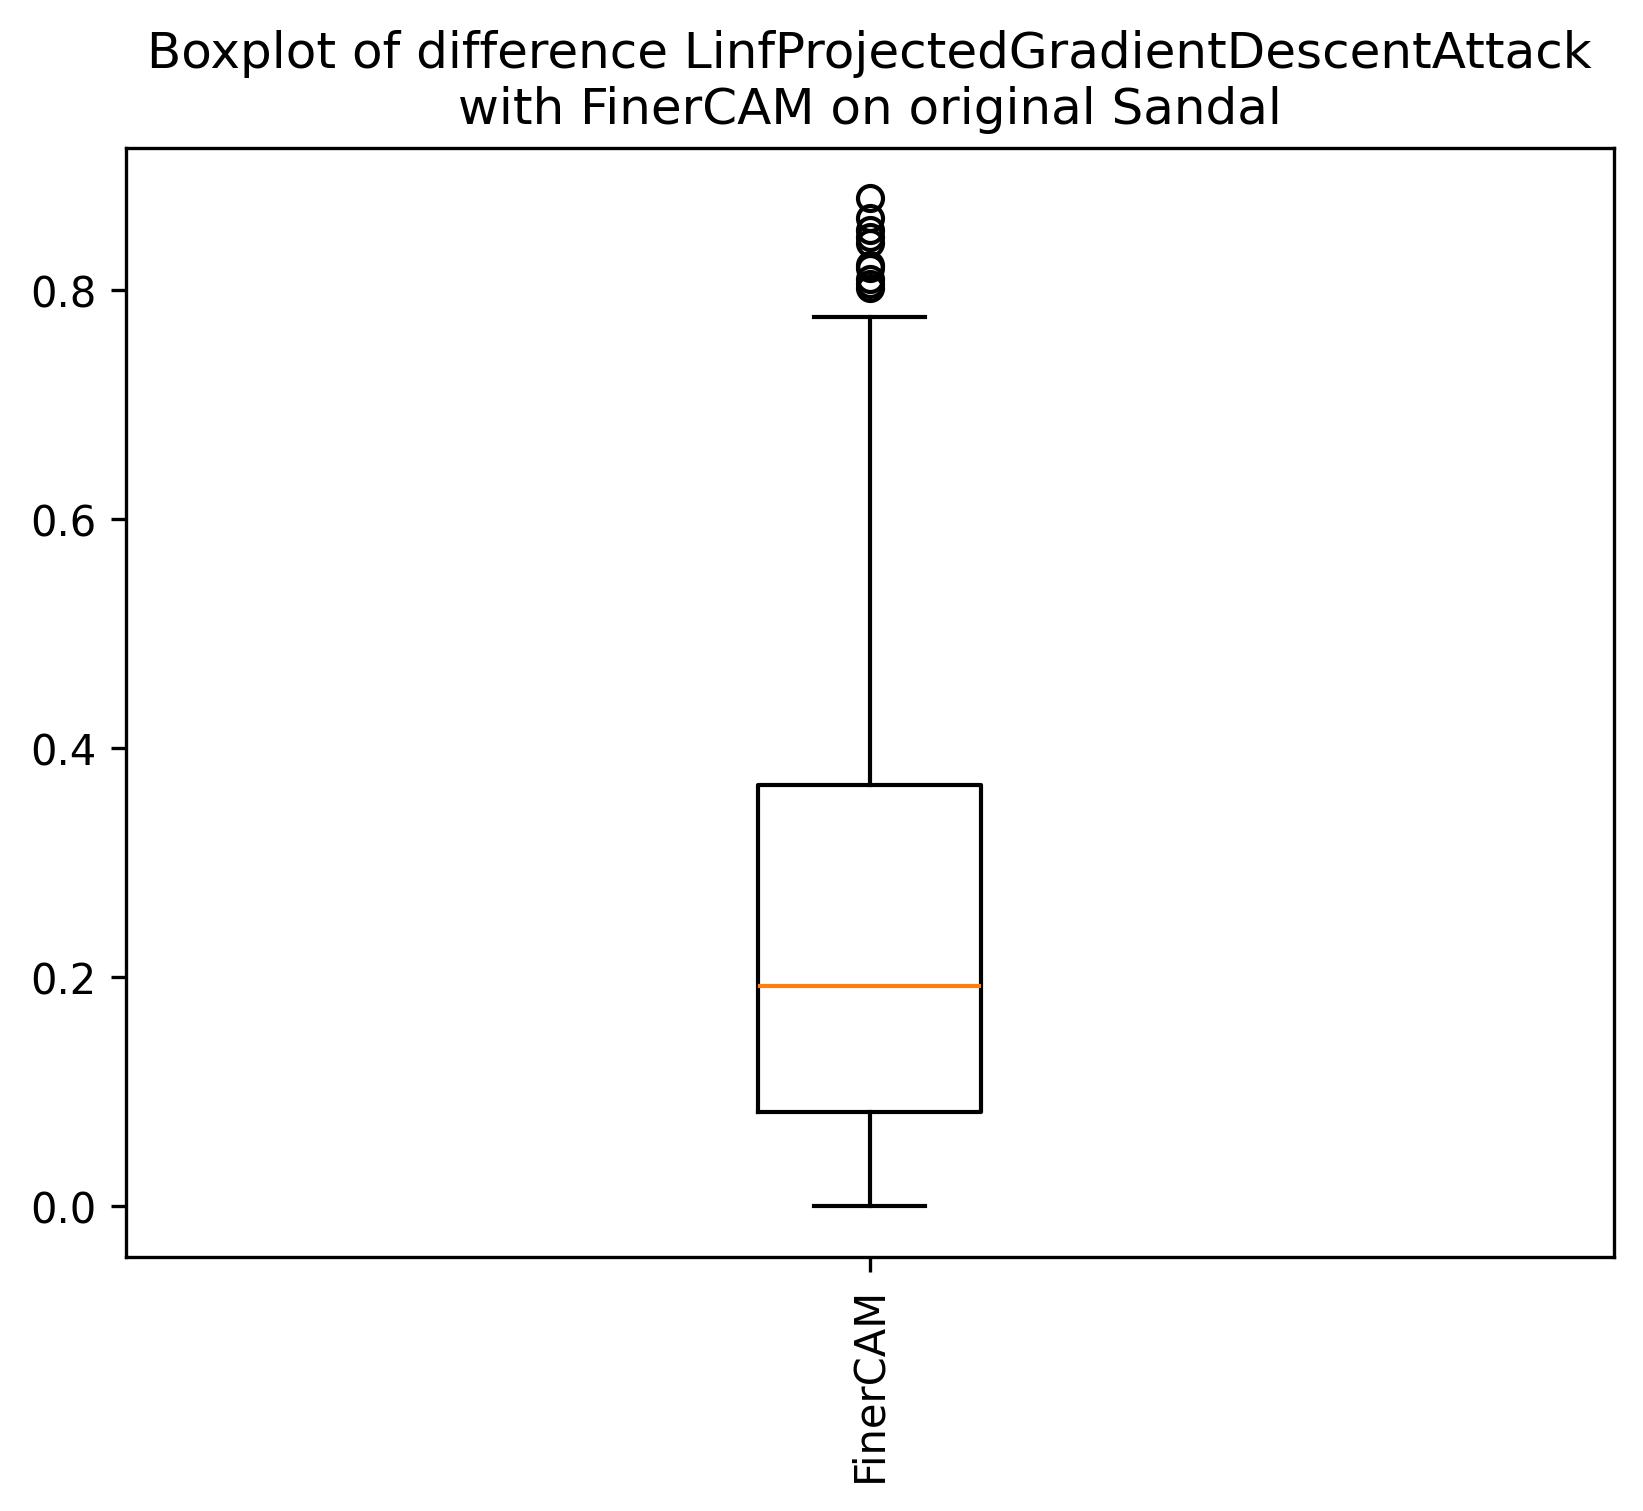 Boxplot of difference LinfProjectedGradientDescentAttack
with FinerCAM on original Sandal
0.8
0.6
0.4
0.2
0.0
FinerCAM